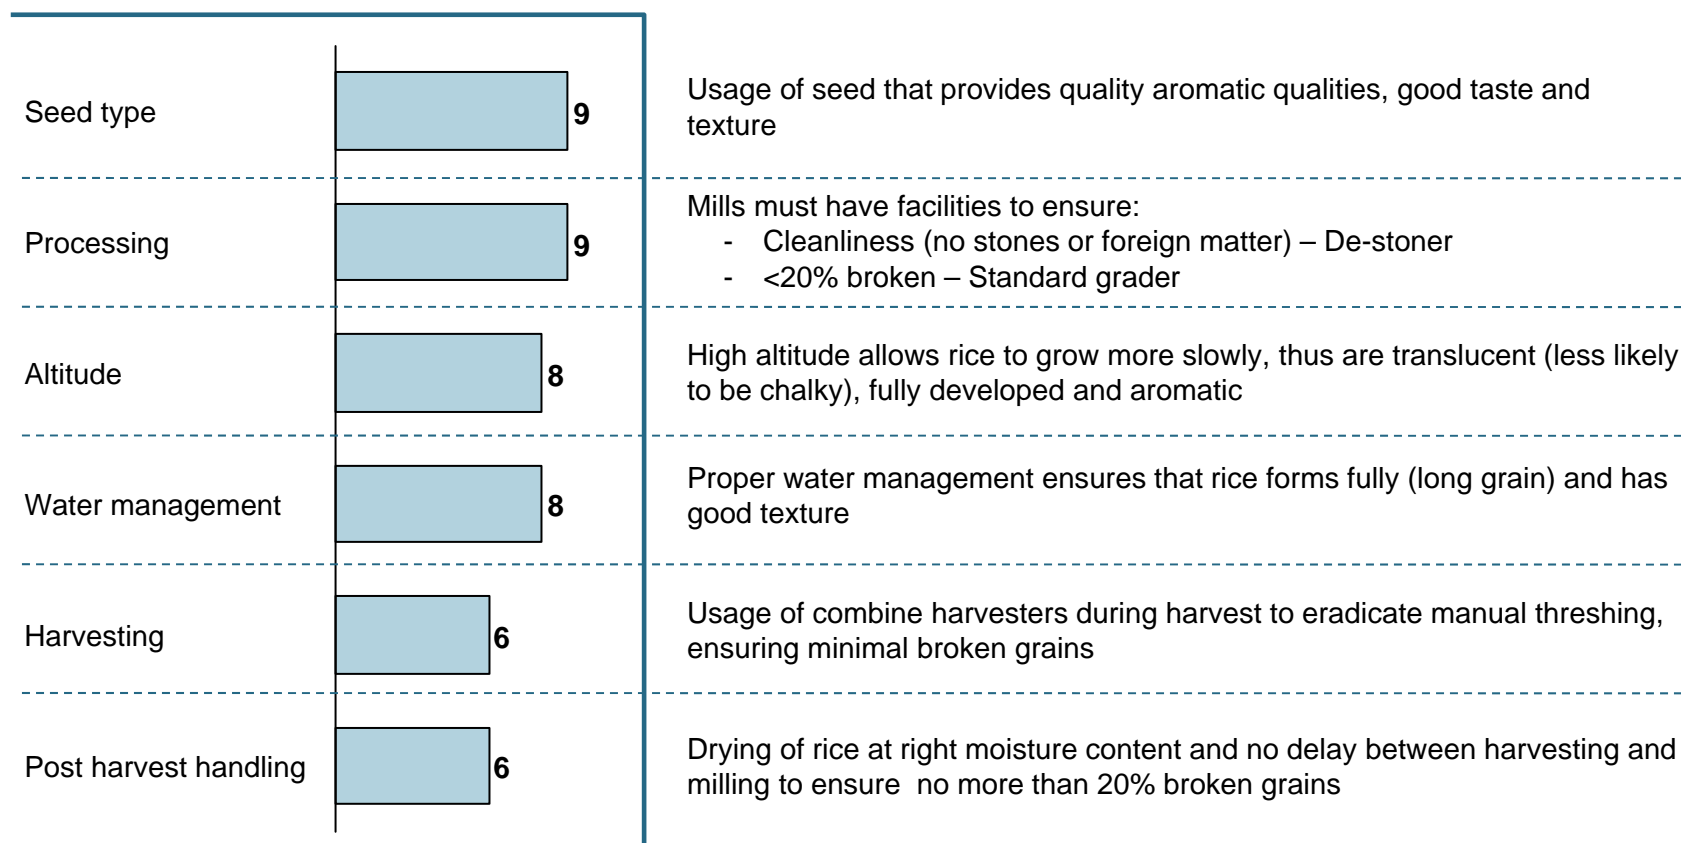 Seed type
9
Usage of seed that provides quality aromatic qualities, good taste and
texture
Processing
9
Mills must have facilities to ensure:
- Cleanliness (no stones or foreign matter) – De-stoner
- <20% broken – Standard grader
Altitude
8
High altitude allows rice to grow more slowly, thus are translucent (less likely
to be chalky), fully developed and aromatic
Water management
8
Proper water management ensures that rice forms fully (long grain) and has
good texture
Harvesting
6
Usage of combine harvesters during harvest to eradicate manual threshing,
ensuring minimal broken grains
Post harvest handling
6
Drying of rice at right moisture content and no delay between harvesting and
milling to ensure  no more than 20% broken grains